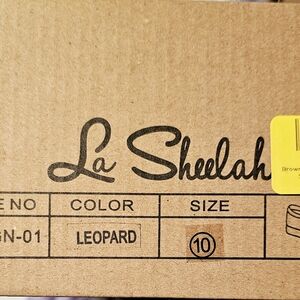 La Sheelah
Brown
E NO COLOR SIZE
GN-01 LEOPARD 10